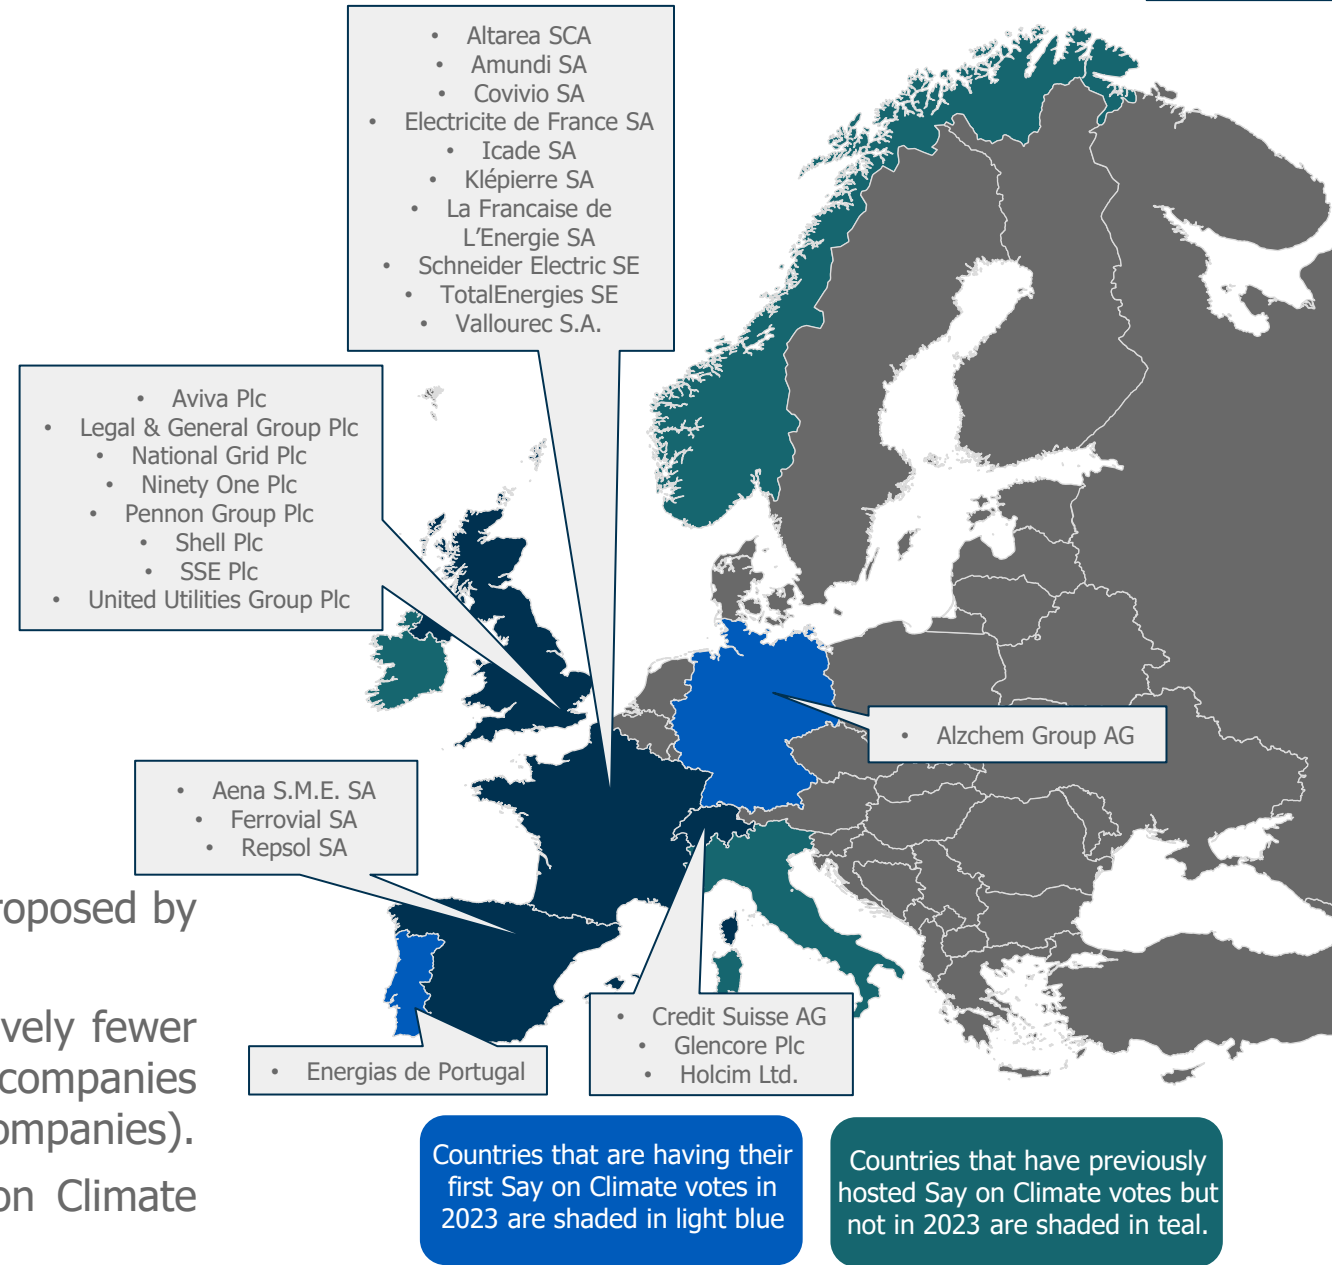 • Altarea SCA
• Amundi SA
• Covivio SA
• Electricite de France SA
• Icade SA
• Klépierre SA
• La Francaise de
L'Energie SA
• Schneider Electric SE
• TotalEnergies SE
• Vallourec S.A.
• Aviva Plc
• Legal & General Group Plc
• National Grid Plc
• Ninety One Plc
• Pennon Group Plc
• Shell Plc
• SSE Plc
• United Utilities Group Plc
• Alzchem Group AG
• Aena S.M.E. SA
• Ferrovial SA
• Repsol SA
roposed by
vely fewer
companies
ompanies).
on Climate
• Energias de Portugal
• Credit Suisse AG
• Glencore Plc
• Holcim Ltd.
Countries that are having their
first Say on Climate votes in
2023 are shaded in light blue
Countries that have previously
hosted Say on Climate votes but
not in 2023 are shaded in teal.